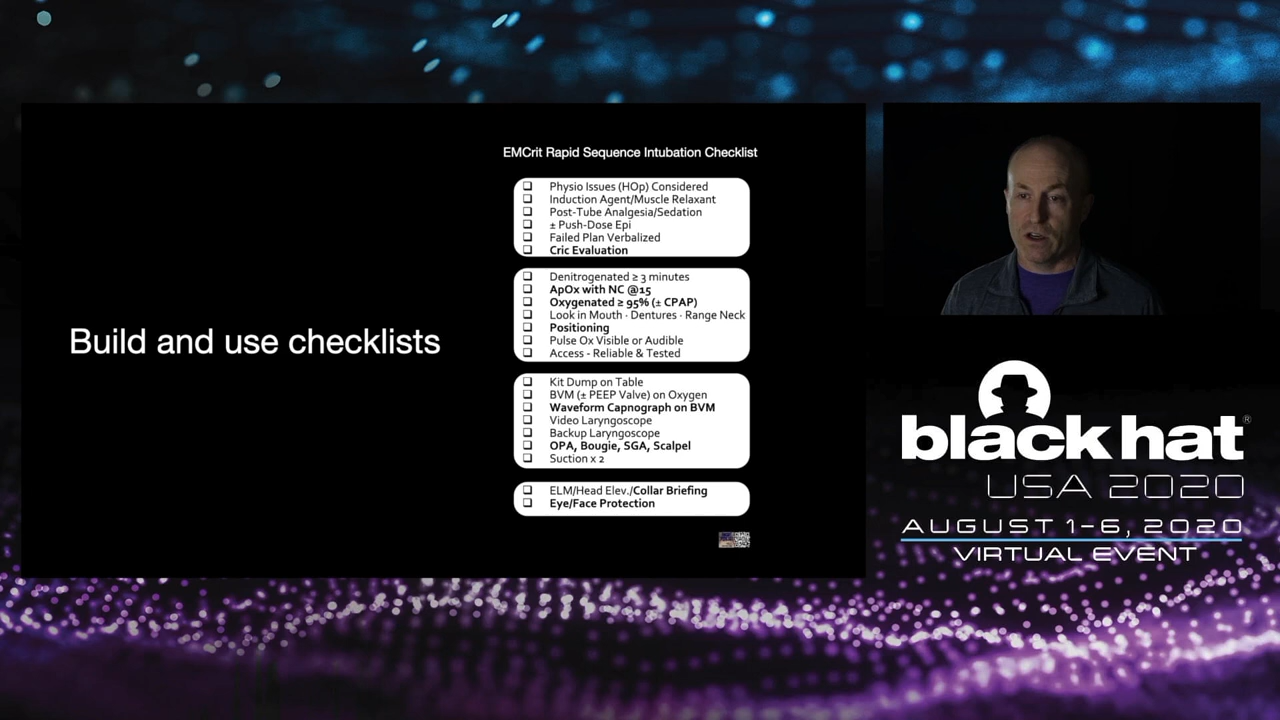 EMCrit Rapid Sequence Intubation Checklist
Physio Issues (HOp) Considered
Induction Agent/Muscle Relaxant
Post-Tube Analgesia/Sedation
± Push-Dose Epi
Failed Plan Verbalized
Cric Evaluation
Denitrogenated ≥ 3 minutes
ApOx with NC @15
Oxygenated ≥ 95% (± CPAP)
Look in Mouth · Dentures · Range Neck
Positioning
Pulse Ox Visible or Audible
Access - Reliable & Tested
Kit Dump on Table
BVM (± PEEP Valve) on Oxygen
Waveform Capnograph on BVM
Video Laryngoscope
Backup Laryngoscope
OPA, Bougie, SGA, Scalpel
Suction x 2
ELM/Head Elev./Collar Briefing
Eye/Face Protection
Build and use checklists
black hat®
USA 2020
AUGUST 1-6, 2020
VIRTUAL EVENT